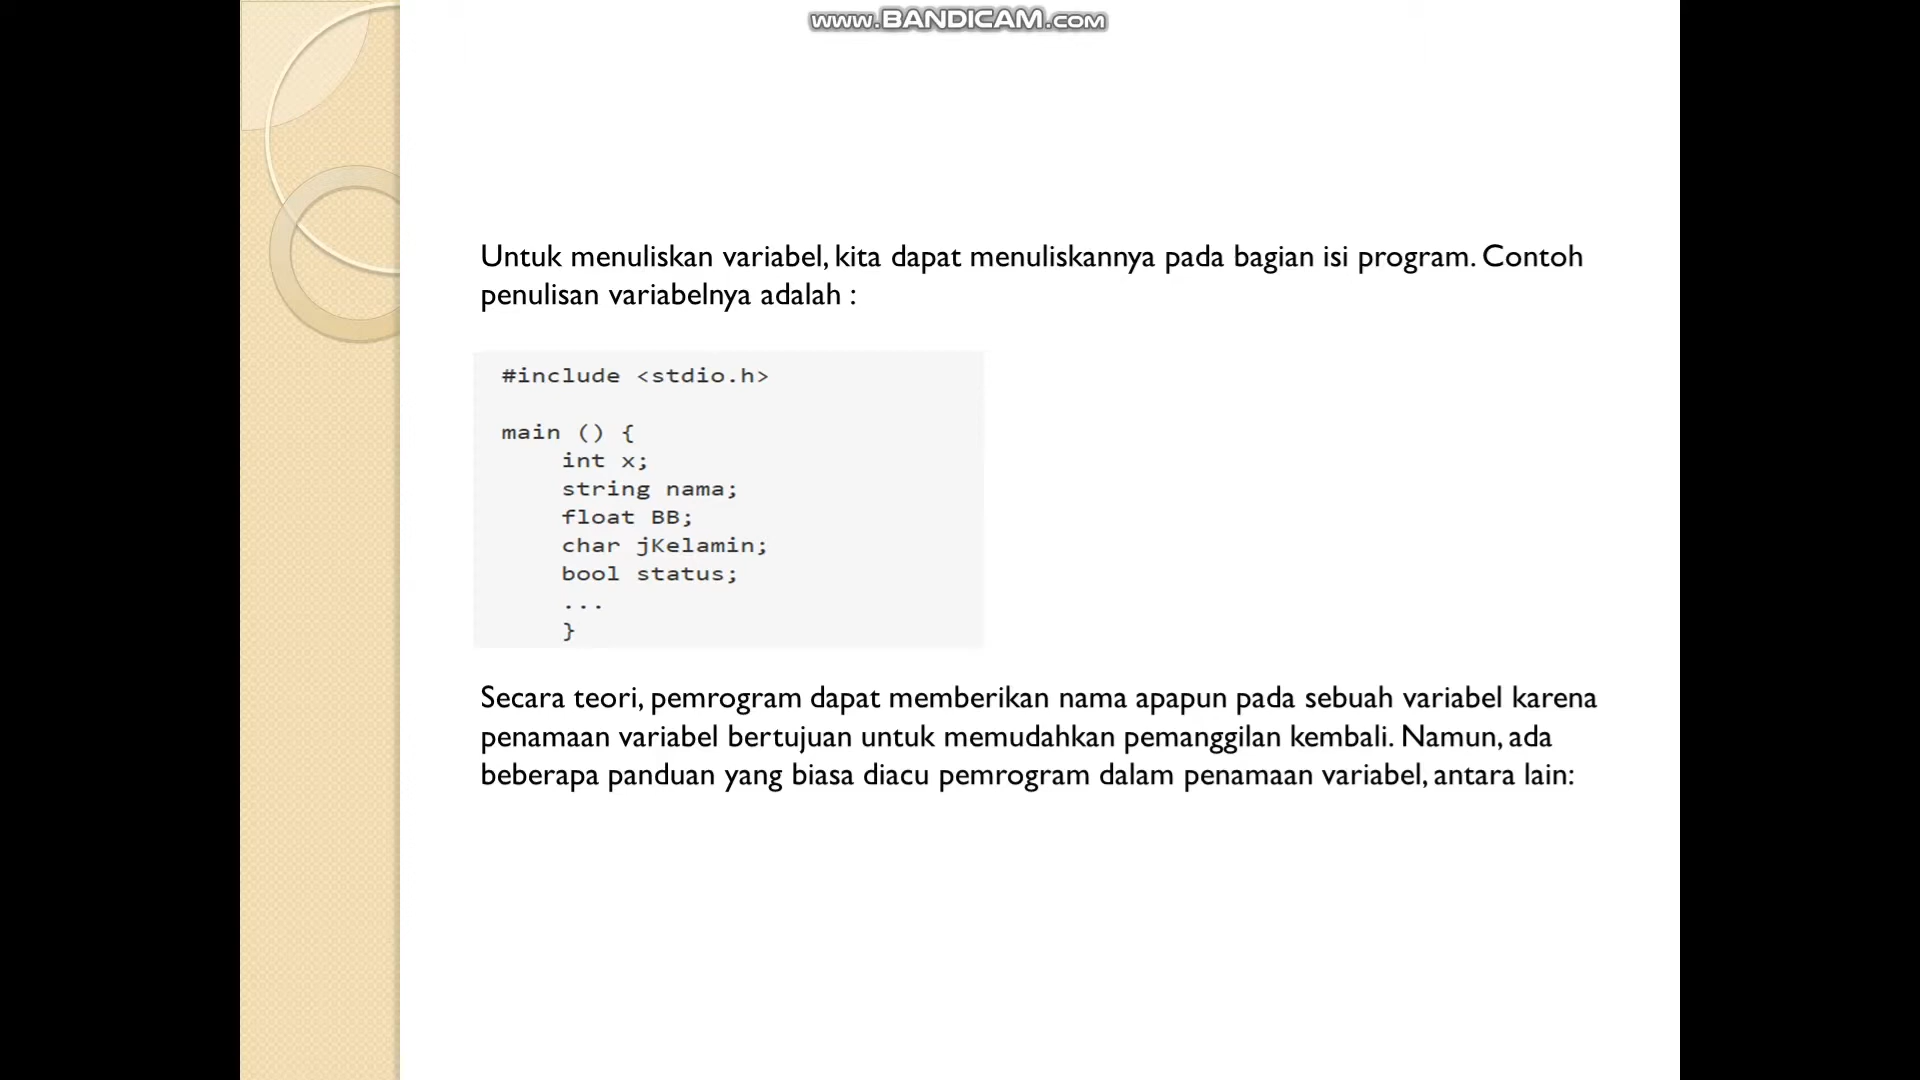 www.BANDICAM.com
Untuk menuliskan variabel, kita dapat menuliskannya pada bagian isi program. Contoh
penulisan variabelnya adalah :
#include <stdio.h>
main () {
int x;
string nama;
float BB;
char jKelamin;
bool status;
...
}
Secara teori, pemrogram dapat memberikan nama apapun pada sebuah variabel karena
penamaan variabel bertujuan untuk memudahkan pemanggilan kembali. Namun, ada
beberapa panduan yang biasa diacu pemrogram dalam penamaan variabel, antara lain: